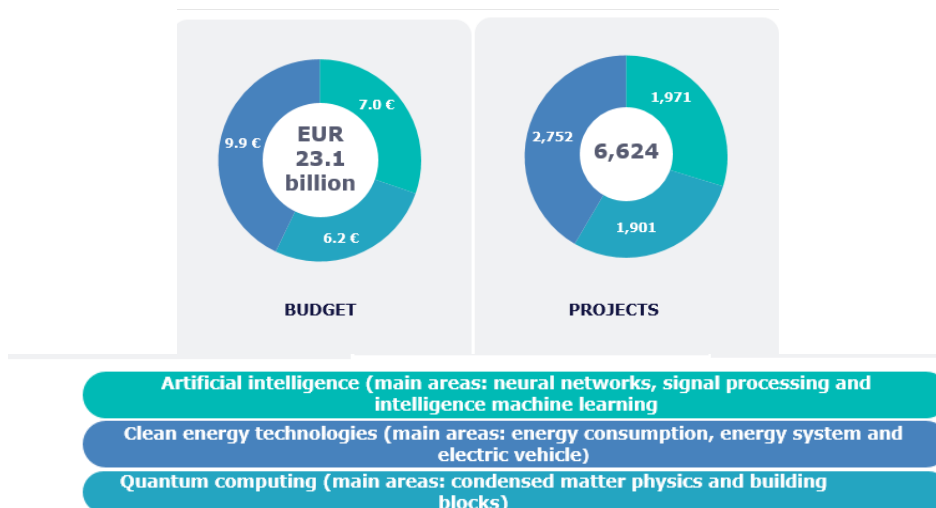 7.0 €
9.9 €
EUR
23.1
billion
6.2 €
BUDGET
1,971
2,752
6,624
1,901
PROJECTS
Artificial intelligence (main areas: neural networks, signal processing and
intelligence machine learning
Clean energy technologies (main areas: energy consumption, energy system and
electric vehicle)
Quantum computing (main areas: condensed matter physics and building
blocks)